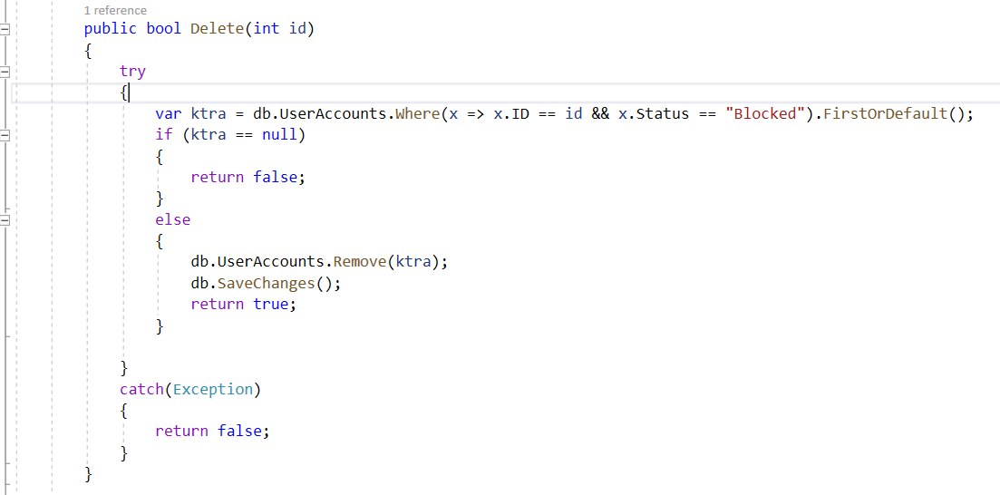 1 reference
public bool Delete(int id)
{
try
{
var ktra = db.UserAccounts.Where(x => x.ID == id && x.Status == "Blocked").FirstOrDefault();
if (ktra == null)
{
return false;
}
else
{
db.UserAccounts.Remove(ktra);
db.SaveChanges();
return true;
}
}
catch(Exception)
{
return false;
}
}